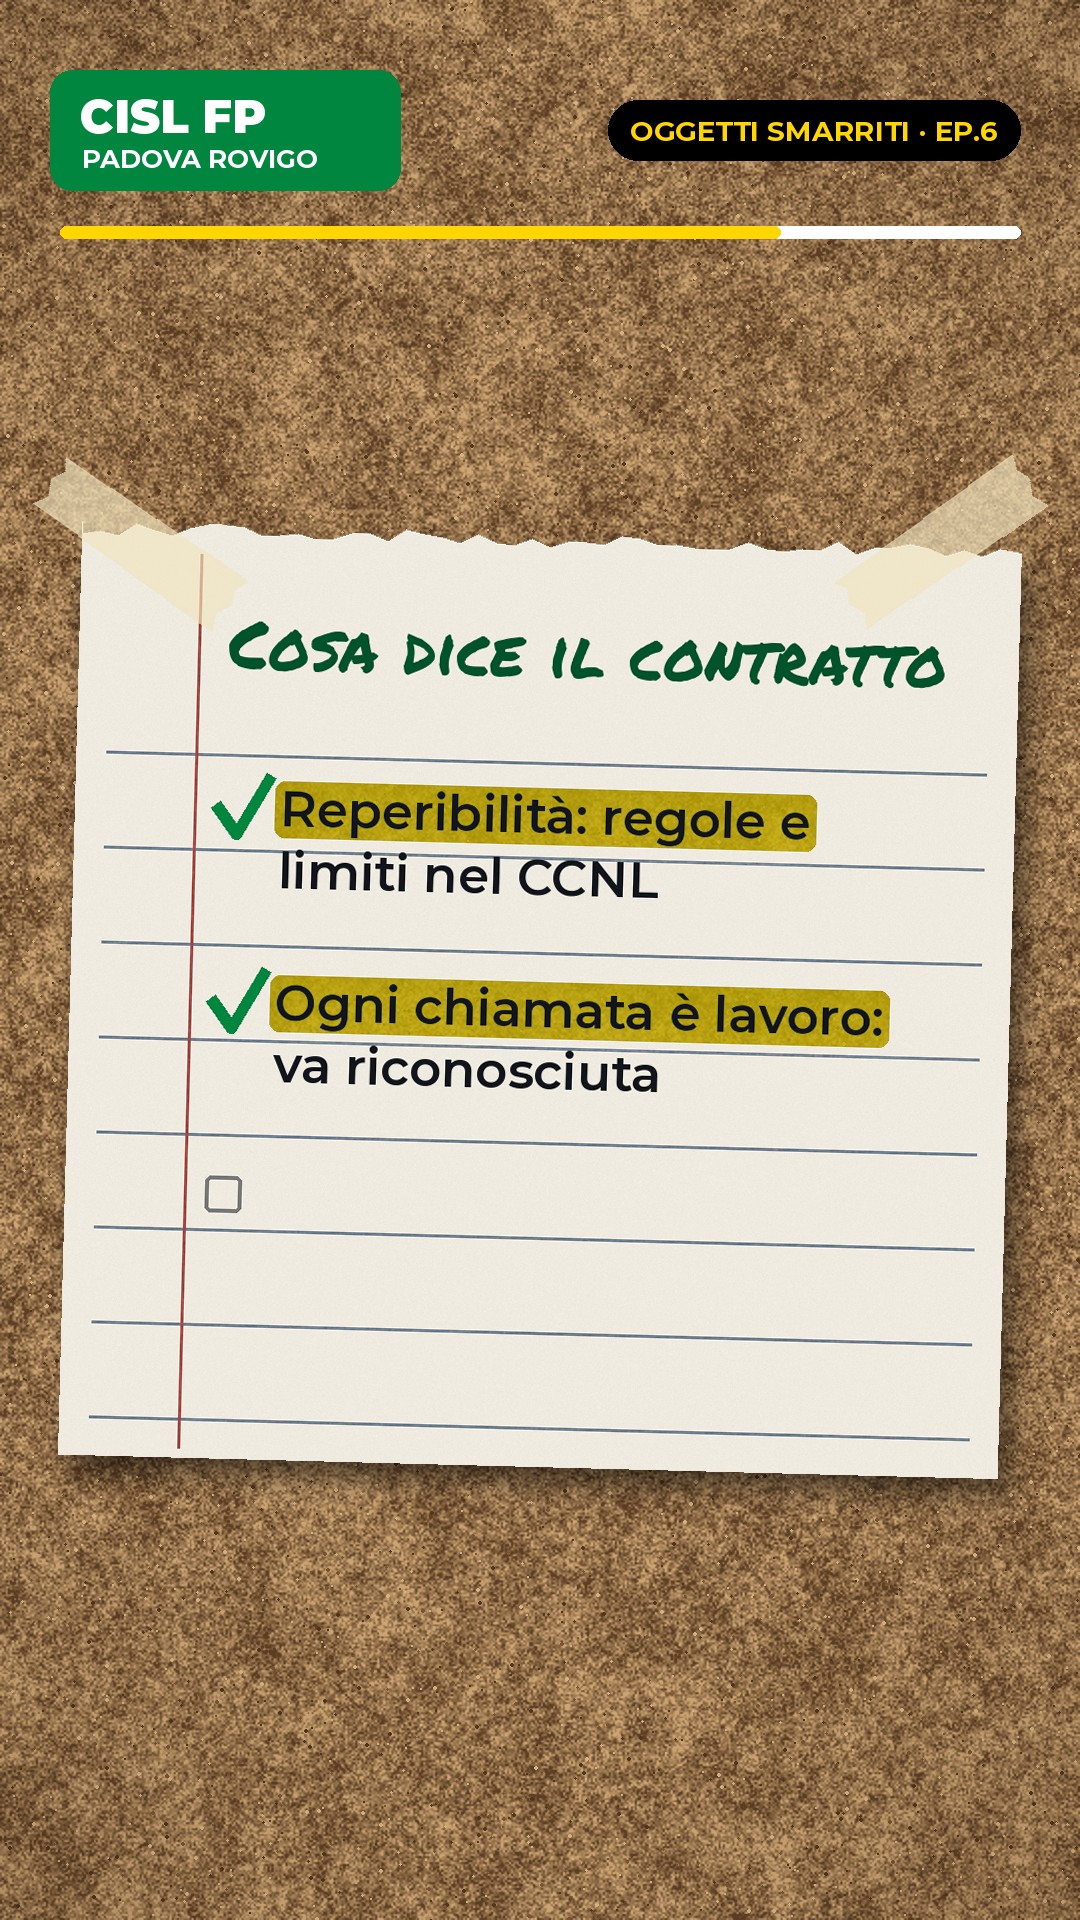 CISL FP
PADOVA ROVIGO
OGGETTI SMARRITI · EP.6
COSA DICE IL CONTRATTO
Reperibilità: regole e
limiti nel CCNL
Ogni chiamata è lavoro:
va riconosciuta